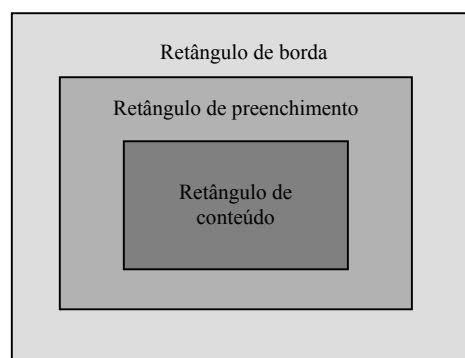 Retângulo de borda
Retângulo de preenchimento
Retângulo de
conteúdo